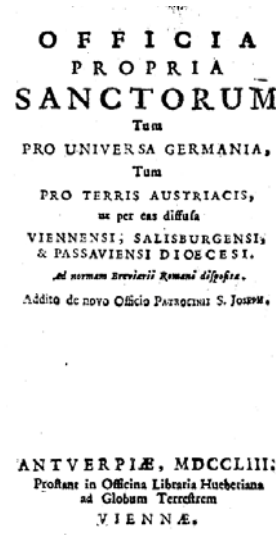 OFFICIA
PROPRIA
SANCTORUM
Tum
PRO UNIVERSA GERMANIA,
Tum
PRO TERRIS AUSTRIACIS,
ut per eas diffuſa
VIENNENSI, SALISBURGENSI,
& PASSAVIENSI DIOECESI.
Ad normam Breviarii Romani diſpoſita.
Addito de novo Officio PATROCINII S. JOSEPH.
ANTVERPIÆ, MDCCLIII:
Proſtant in Officina Libraria Hueberiana
ad Globum Terreſtrem
VIENNÆ.